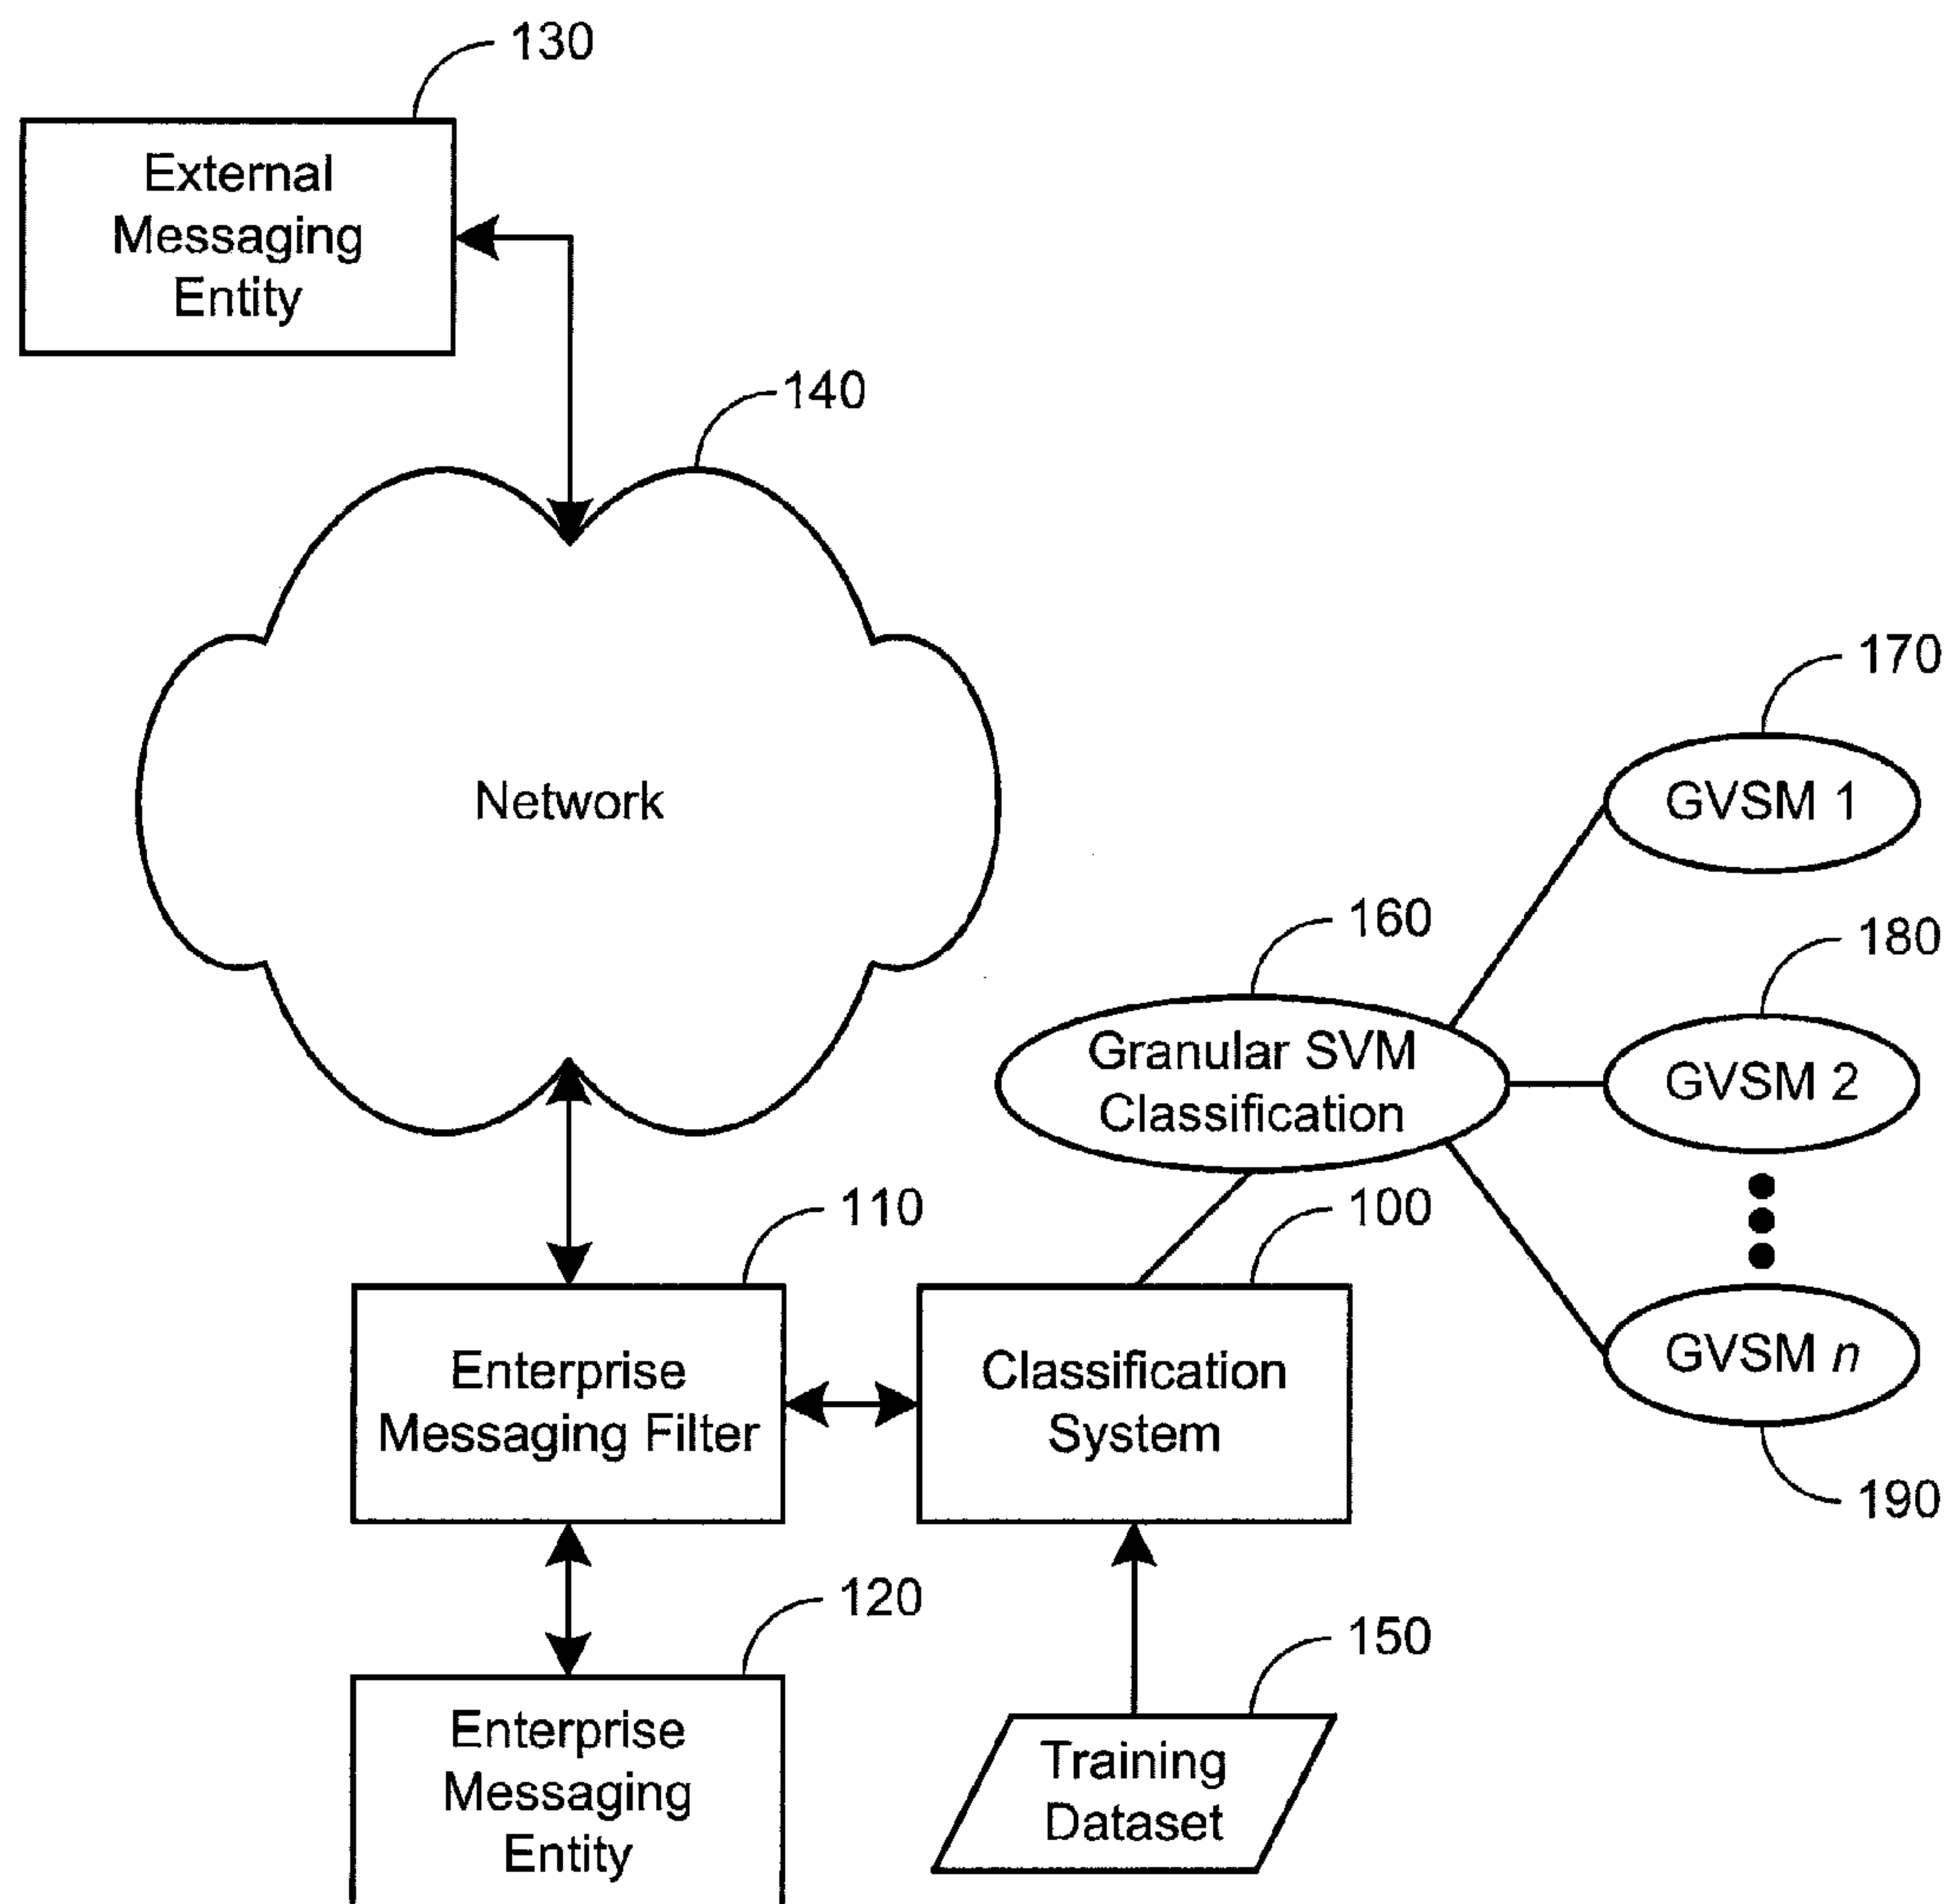 130
External
Messaging
Entity
140
Network
170
GVSM 1
160
180
Granular SVM
Classification
GVSM 2
110
100
Enterprise
Messaging Filter
Classification
System
GVSM n
190
120
150
Enterprise
Messaging
Entity
Training
Dataset